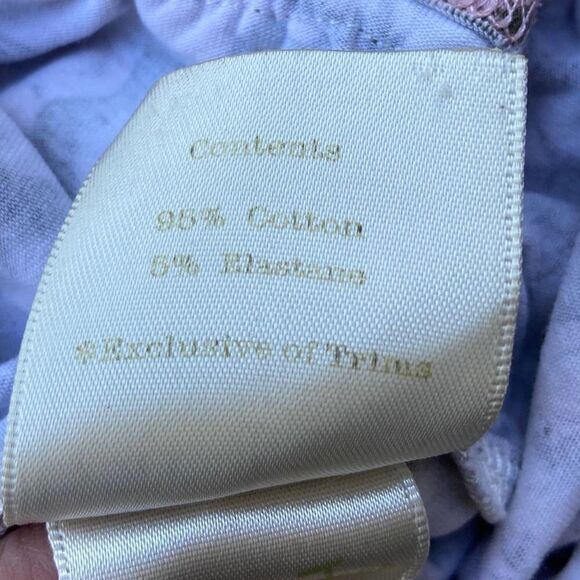 Contents
95% Cotton
5% Elastane
*Exclusive of Trims